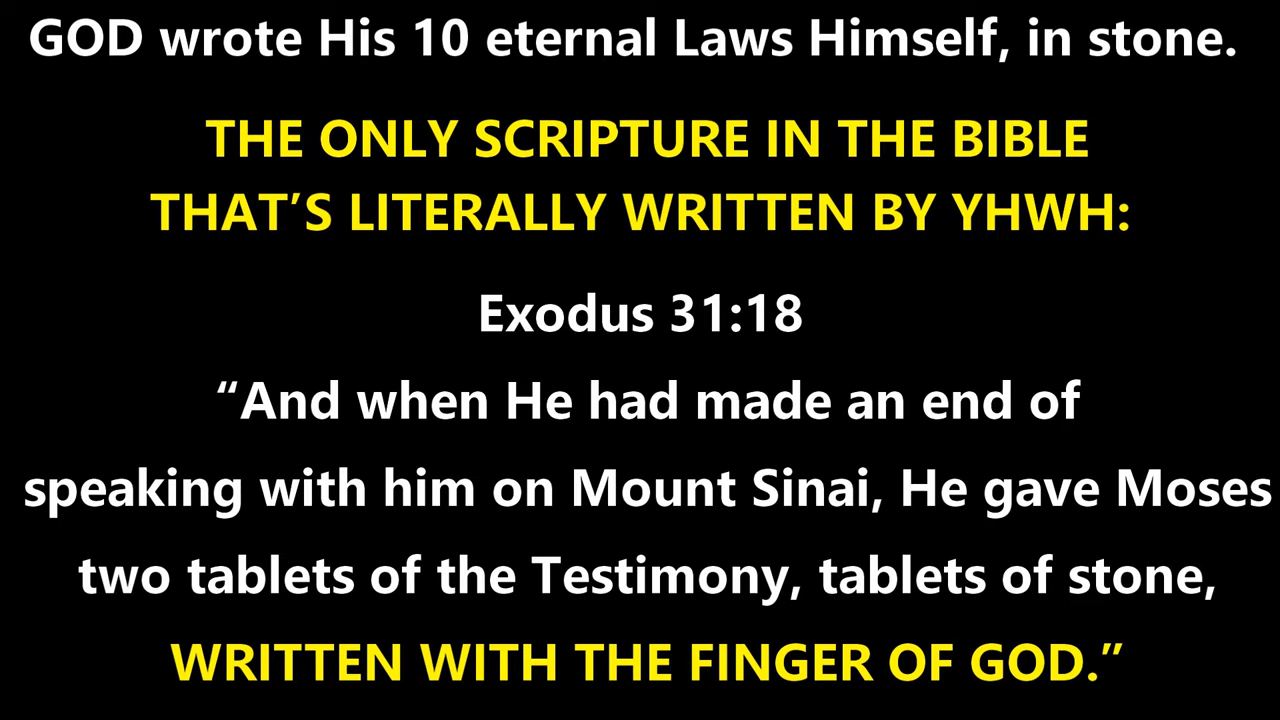 GOD wrote His 10 eternal Laws Himself, in stone.
THE ONLY SCRIPTURE IN THE BIBLE
THAT’S LITERALLY WRITTEN BY YHWH:
Exodus 31:18
“And when He had made an end of
speaking with him on Mount Sinai, He gave Moses
two tablets of the Testimony, tablets of stone,
WRITTEN WITH THE FINGER OF GOD.”